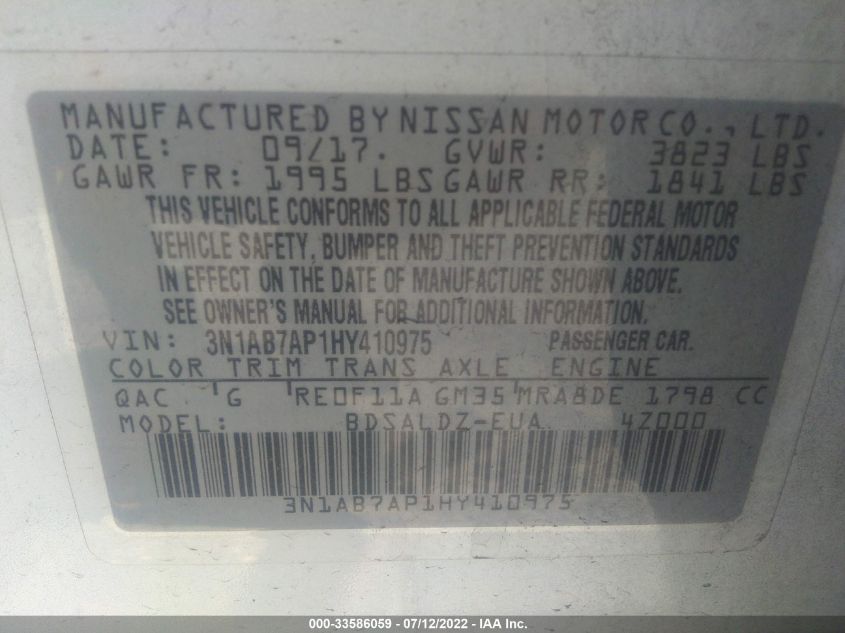 MANUFACTURED BY NISSAN MOTOR CO., LTD.
DATE: 09/17. GVWR: 3823 LBS
GAWR FR: 1995 LBS GAWR RR: 1841 LBS
THIS VEHICLE CONFORMS TO ALL APPLICABLE FEDERAL MOTOR
VEHICLE SAFETY, BUMPER AND THEFT PREVENTION STANDARDS
IN EFFECT ON THE DATE OF MANUFACTURE SHOWN ABOVE.
SEE OWNER'S MANUAL FOR ADDITIONAL INFORMATION.
VIN: 3N1AB7AP1HY410975 PASSENGER CAR.
COLOR TRIM TRANS AXLE ENGINE
QAC G RE0F11A GM35 MRA8DE 1798 CC
MODEL: BDSALDZ-EUA 4Z000
3N1AB7AP1HY410975
000-33586059 - 07/12/2022 - IAA Inc.